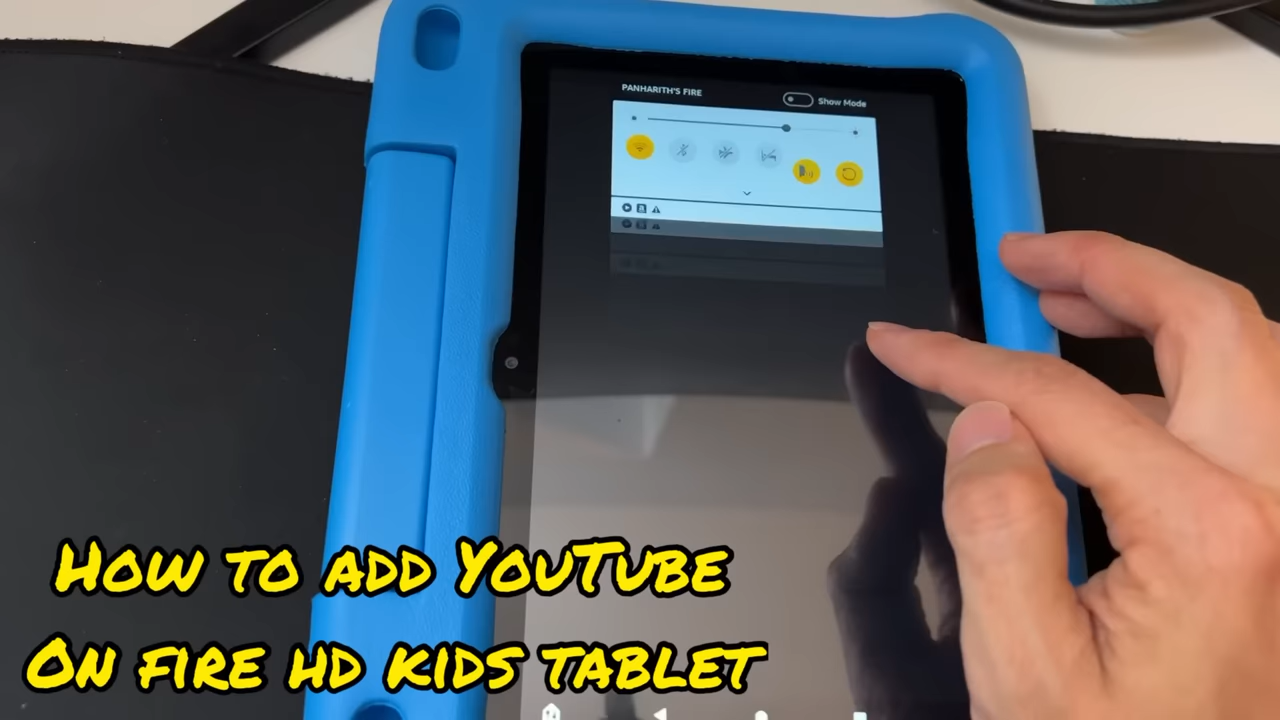 PANHARITH'S FIRE
Show Mode
How to add YouTube
On fire hd kids tablet